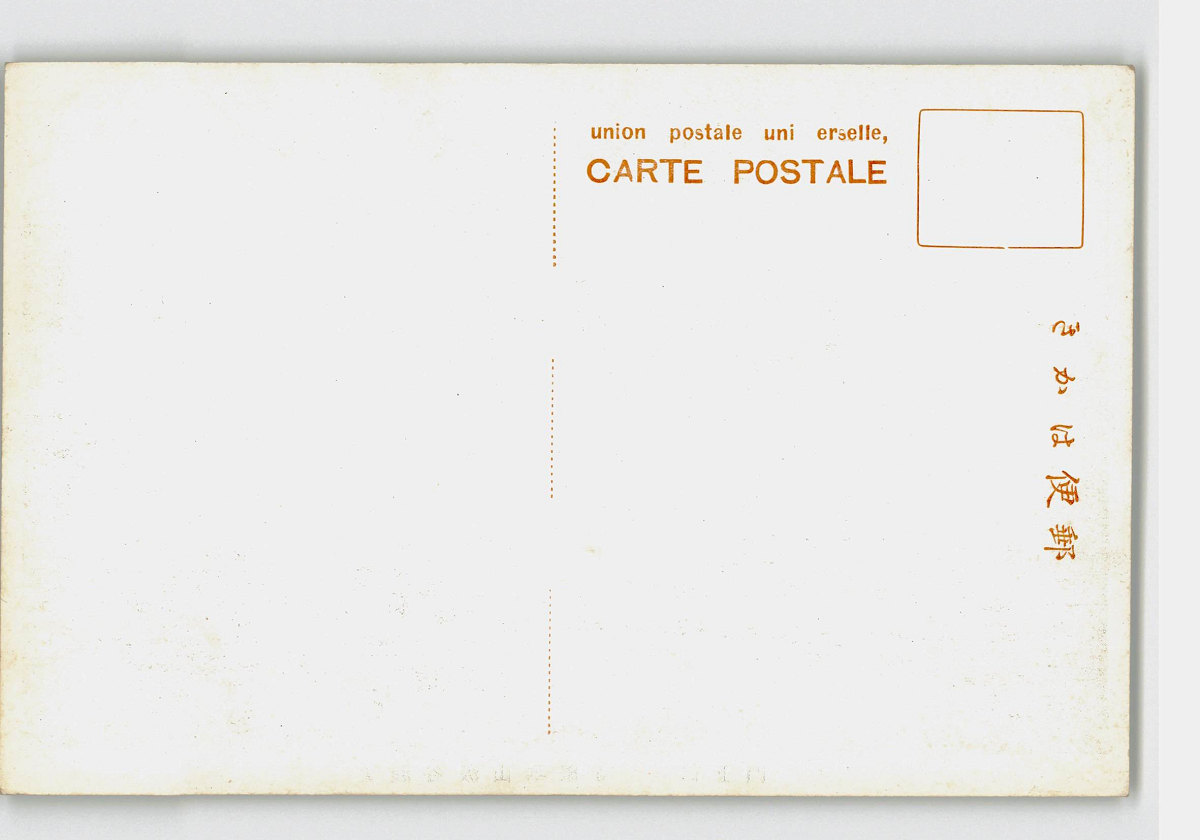 union postale uni erselle,
CARTE POSTALE
郵便はかき